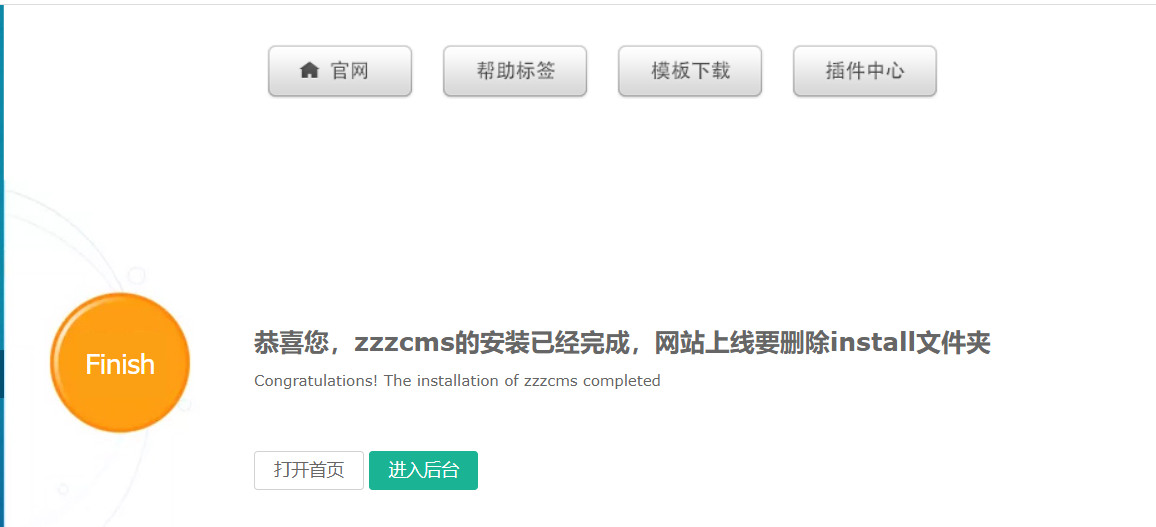 官网 帮助标签 模板下载 插件中心
恭喜您，zzzcms的安装已经完成，网站上线要删除install文件夹
Finish
Congratulations! The installation of zzzcms completed
打开首页 进入后台